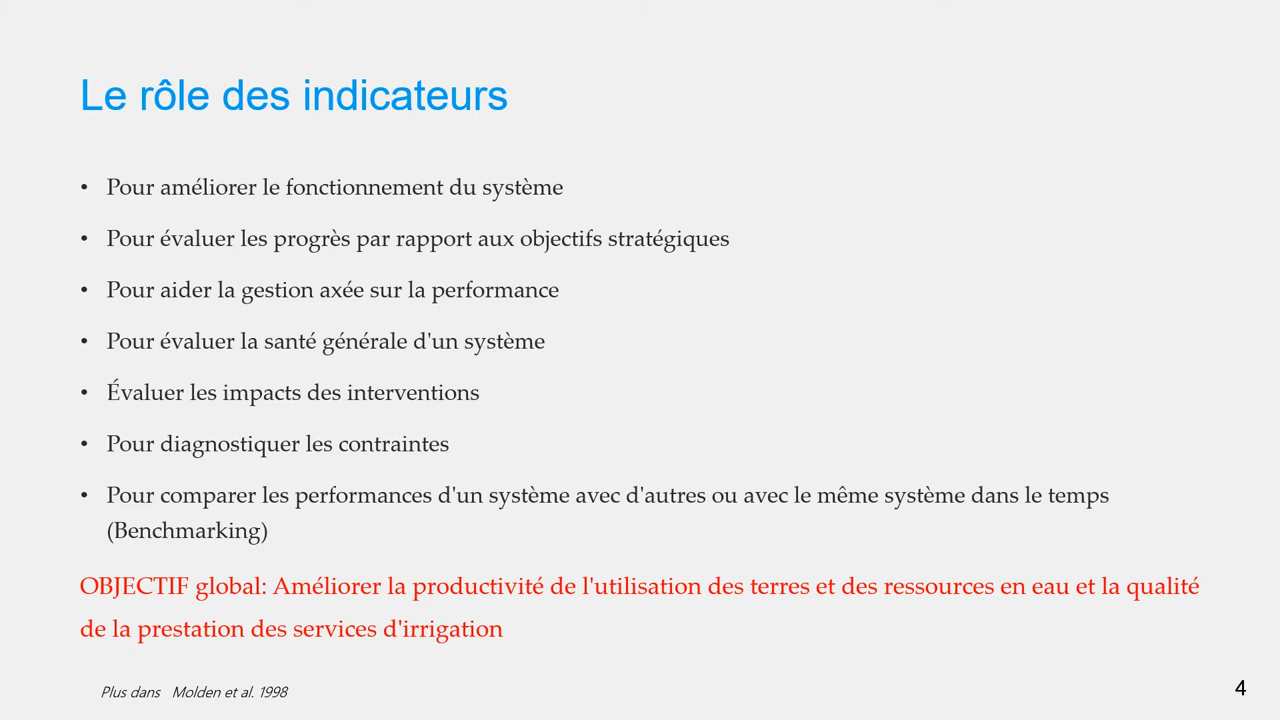 Le rôle des indicateurs
• Pour améliorer le fonctionnement du système
• Pour évaluer les progrès par rapport aux objectifs stratégiques
• Pour aider la gestion axée sur la performance
• Pour évaluer la santé générale d'un système
• Évaluer les impacts des interventions
• Pour diagnostiquer les contraintes
• Pour comparer les performances d'un système avec d'autres ou avec le même système dans le temps
(Benchmarking)
OBJECTIF global: Améliorer la productivité de l'utilisation des terres et des ressources en eau et la qualité
de la prestation des services d'irrigation
Plus dans Molden et al. 1998
4